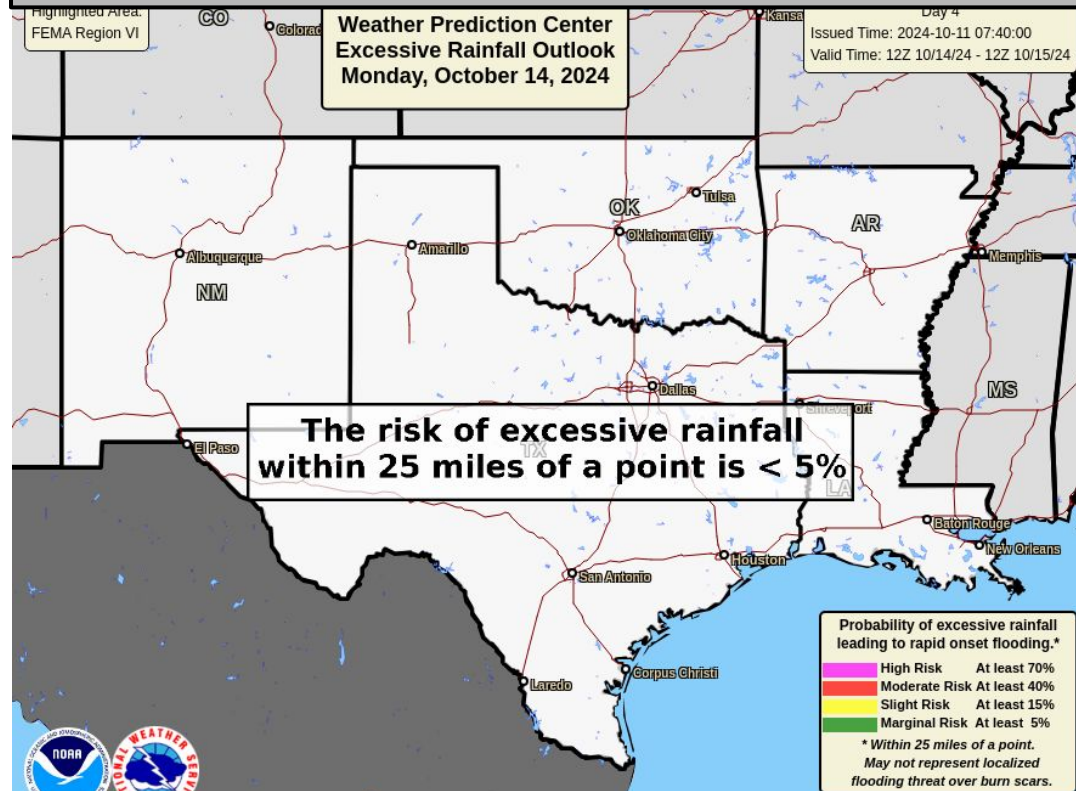 Highlighted Area:
FEMA Region VI
Weather Prediction Center
Excessive Rainfall Outlook
Monday, October 14, 2024
Day 4
Issued Time: 2024-10-11 07:40:00
Valid Time: 12Z 10/14/24 - 12Z 10/15/24
CO
Colorad
Kansa
Tulsa
OK
Oklahoma City
AR
Amarillo
Albuquerque
Memphis
NM
Dallas
MS
Shreveport
The risk of excessive rainfall
within 25 miles of a point is < 5%
El Paso
TX
LA
Baton Rouge
New Orleans
Houston
San Antonio
Corpus Christi
Laredo
Probability of excessive rainfall
leading to rapid onset flooding.*
High Risk At least 70%
Moderate Risk At least 40%
Slight Risk At least 15%
Marginal Risk At least 5%
* Within 25 miles of a point.
May not represent localized
flooding threat over burn scars.
NOAA